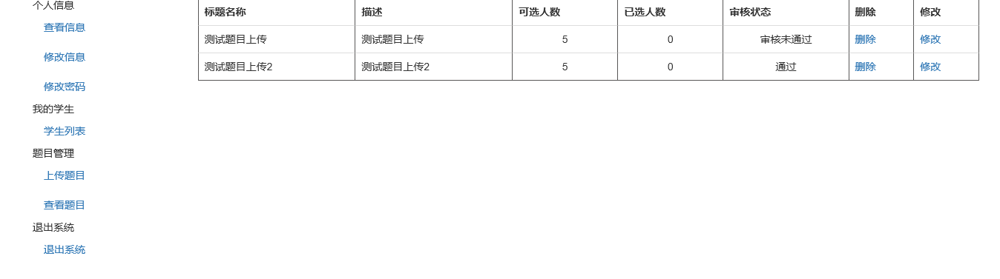 个人信息
查看信息
修改信息
修改密码
我的学生
学生列表
题目管理
上传题目
查看题目
退出系统
退出系统
标题名称 描述 可选人数 已选人数 审核状态 删除 修改
测试题目上传 测试题目上传 5 0 审核未通过 删除 修改
测试题目上传2 测试题目上传2 5 0 通过 删除 修改